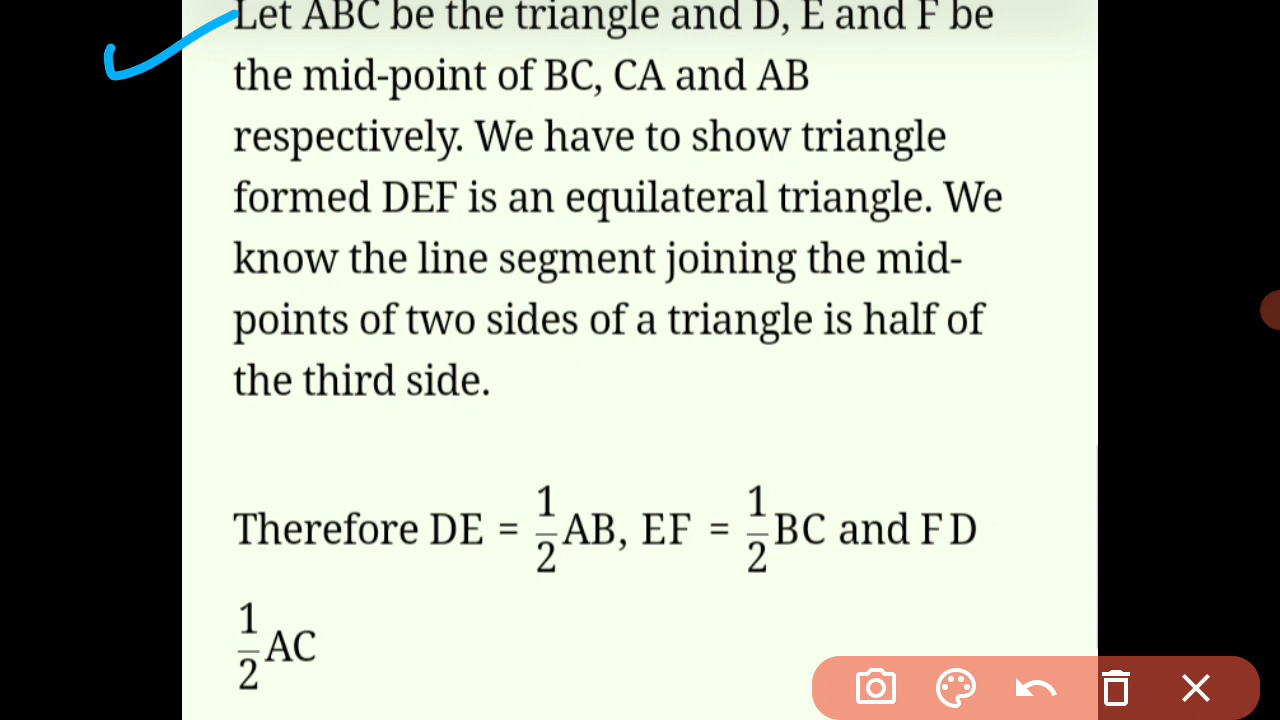 Let ABC be the triangle and D, E and F be
the mid-point of BC, CA and AB
respectively. We have to show triangle
formed DEF is an equilateral triangle. We
know the line segment joining the mid-
points of two sides of a triangle is half of
the third side.
Therefore DE = 1/2 AB, EF = 1/2 BC and F D
1/2 AC